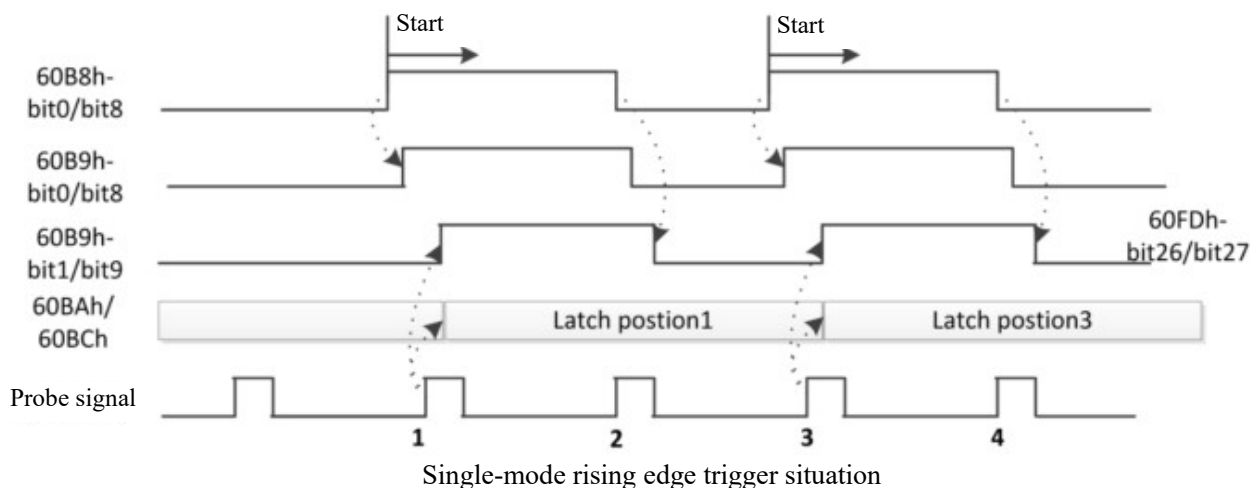 Start
Start
60B8h-
bit0/bit8
60B9h-
bit0/bit8
60B9h-
bit1/bit9
60FDh-
bit26/bit27
60BAh/
60BCh
Latch postion1
Latch postion3
Probe signal
1
2
3
4
Single-mode rising edge trigger situation